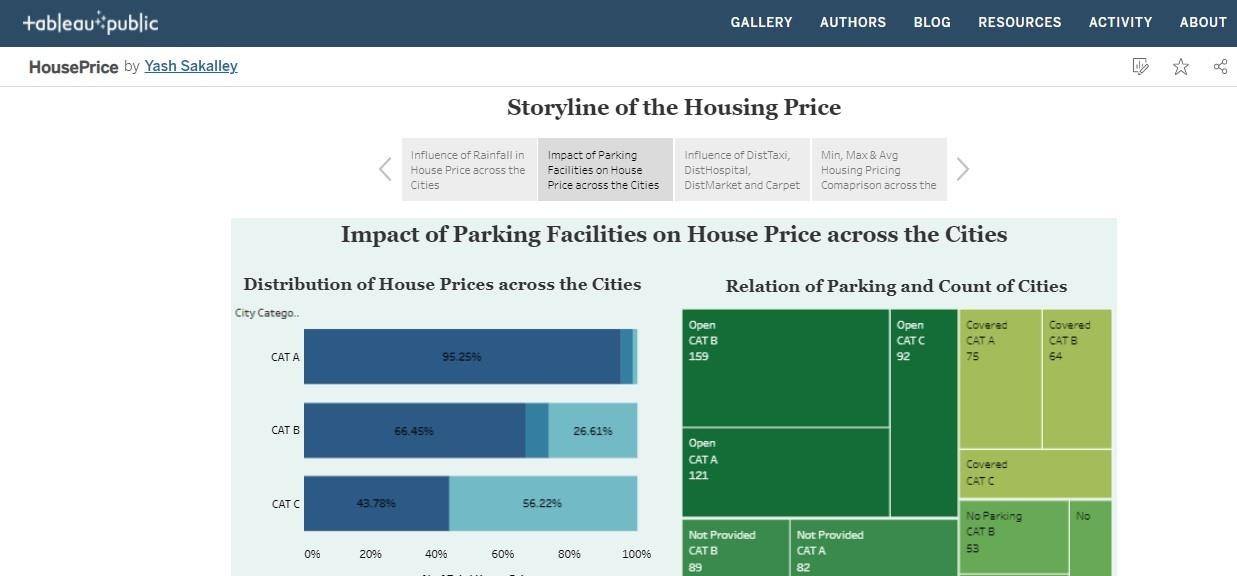 tableau public
GALLERY AUTHORS BLOG RESOURCES ACTIVITY ABOUT
HousePrice by Yash Sakalley
Storyline of the Housing Price
Influence of Rainfall in
House Price across the
Cities
Impact of Parking
Facilities on House
Price across the Cities
Influence of DistTaxi,
DistHospital,
DistMarket and Carpet
Min, Max & Avg
Housing Pricing
Comaprison across the
Impact of Parking Facilities on House Price across the Cities
Distribution of House Prices across the Cities
City Catego..
CAT A
95.25%
CAT B
66.45%
26.61%
CAT C
43.78%
56.22%
0% 20% 40% 60% 80% 100%
Relation of Parking and Count of Cities
Open
CAT B
159
Open
CAT C
92
Covered
CAT A
75
Covered
CAT B
64
Open
CAT A
121
Covered
CAT C
No Parking
CAT B
53
No
Not Provided
CAT B
89
Not Provided
CAT A
82